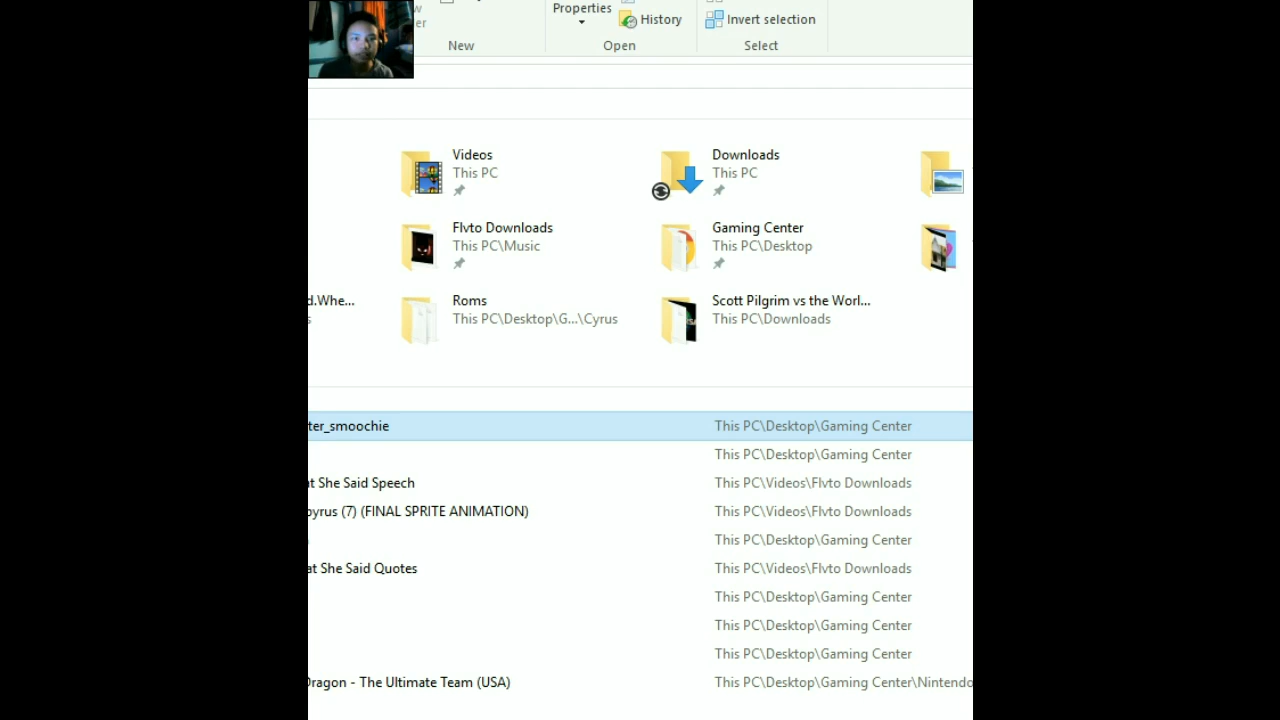 Properties
History
Invert selection
New
Open
Select
Videos
This PC
Downloads
This PC
Flvto Downloads
This PC\Music
Gaming Center
This PC\Desktop
d.Whe...
Roms
This PC\Desktop\G...\Cyrus
Scott Pilgrim vs the Worl...
This PC\Downloads
ter_smoochie This PC\Desktop\Gaming Center
This PC\Desktop\Gaming Center
at She Said Speech This PC\Videos\Flvto Downloads
pyrus (7) (FINAL SPRITE ANIMATION) This PC\Videos\Flvto Downloads
This PC\Desktop\Gaming Center
at She Said Quotes This PC\Videos\Flvto Downloads
This PC\Desktop\Gaming Center
This PC\Desktop\Gaming Center
This PC\Desktop\Gaming Center
Dragon - The Ultimate Team (USA) This PC\Desktop\Gaming Center\Nintendo